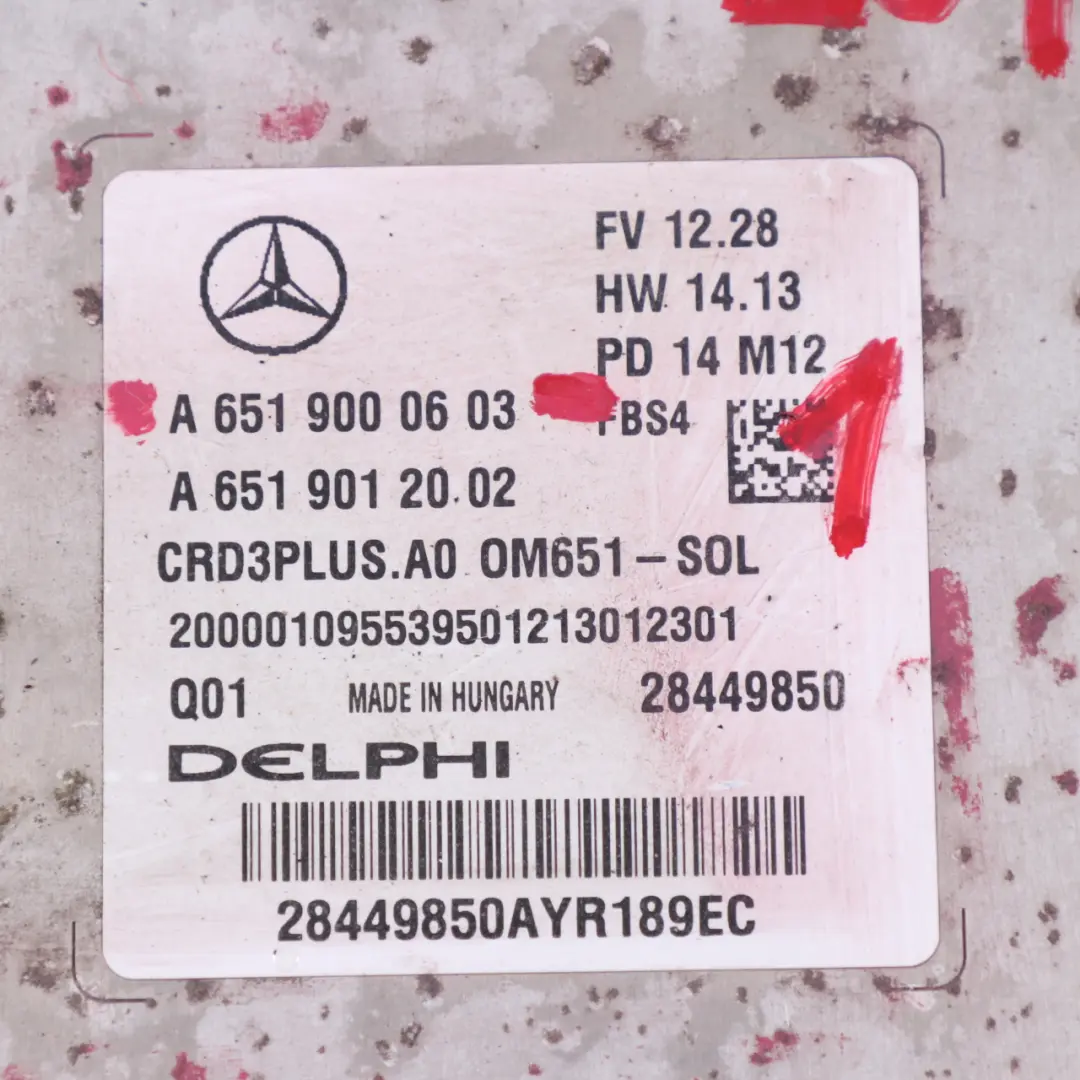 FV 12.28
HW 14.13
PD 14 M12
A 651 900 06 03
FBS4
1
A 651 901 20.02
CRD3PLUS.A0 OM651-SOL
200001095539501213012301
Q01 MADE IN HUNGARY 28449850
DELPHI
28449850AYR189EC